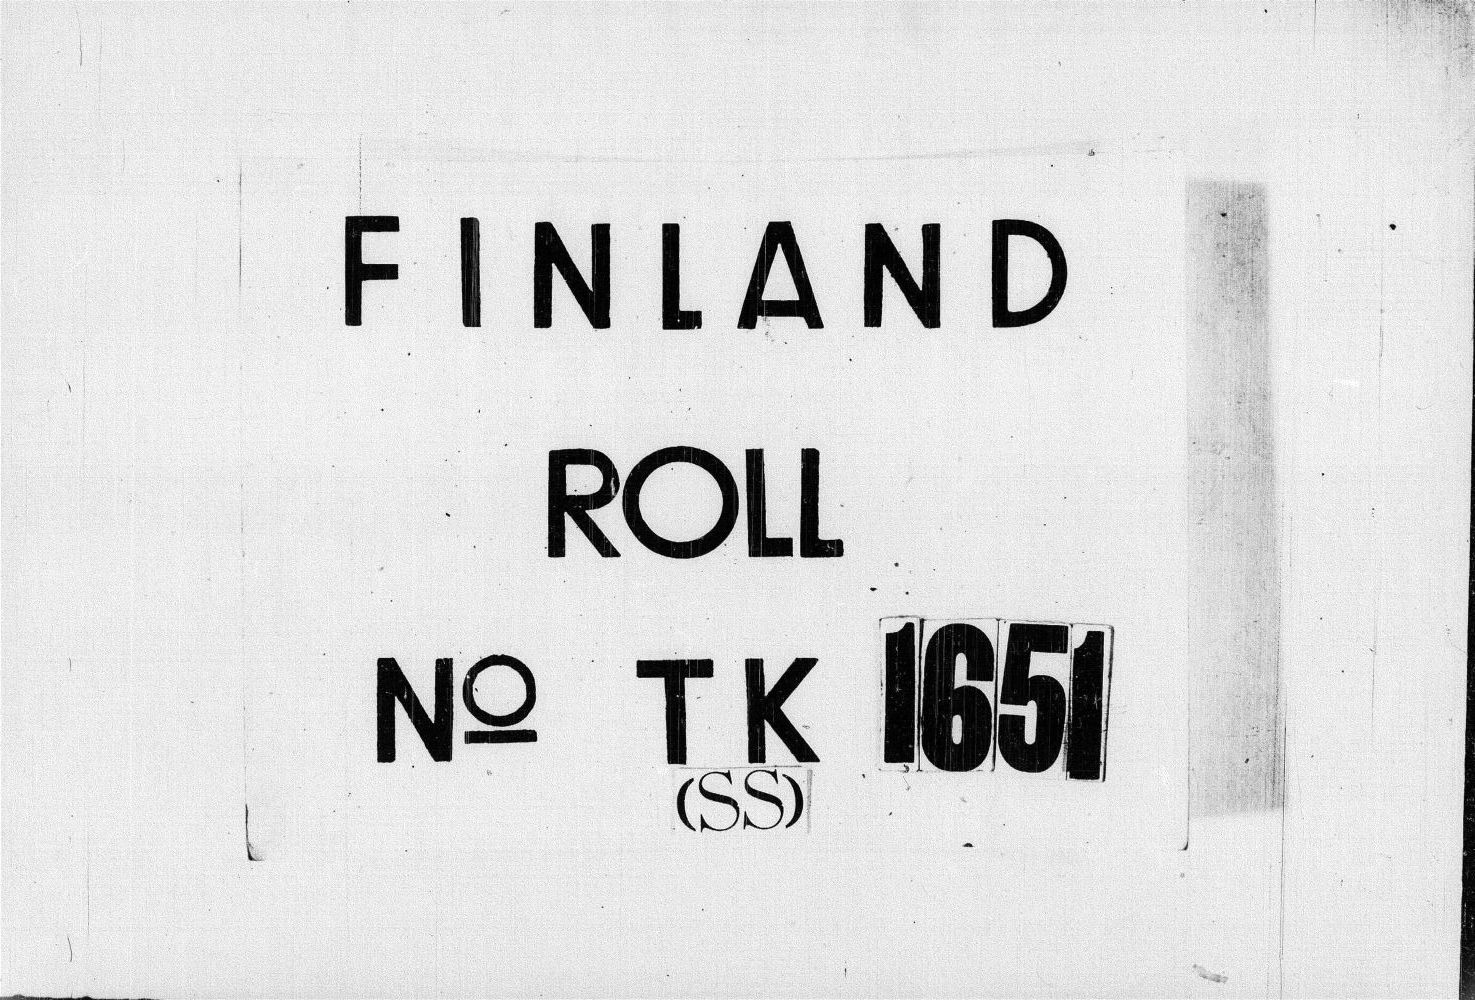 FINLAND
ROLL
Nº TK 1651
(SS)